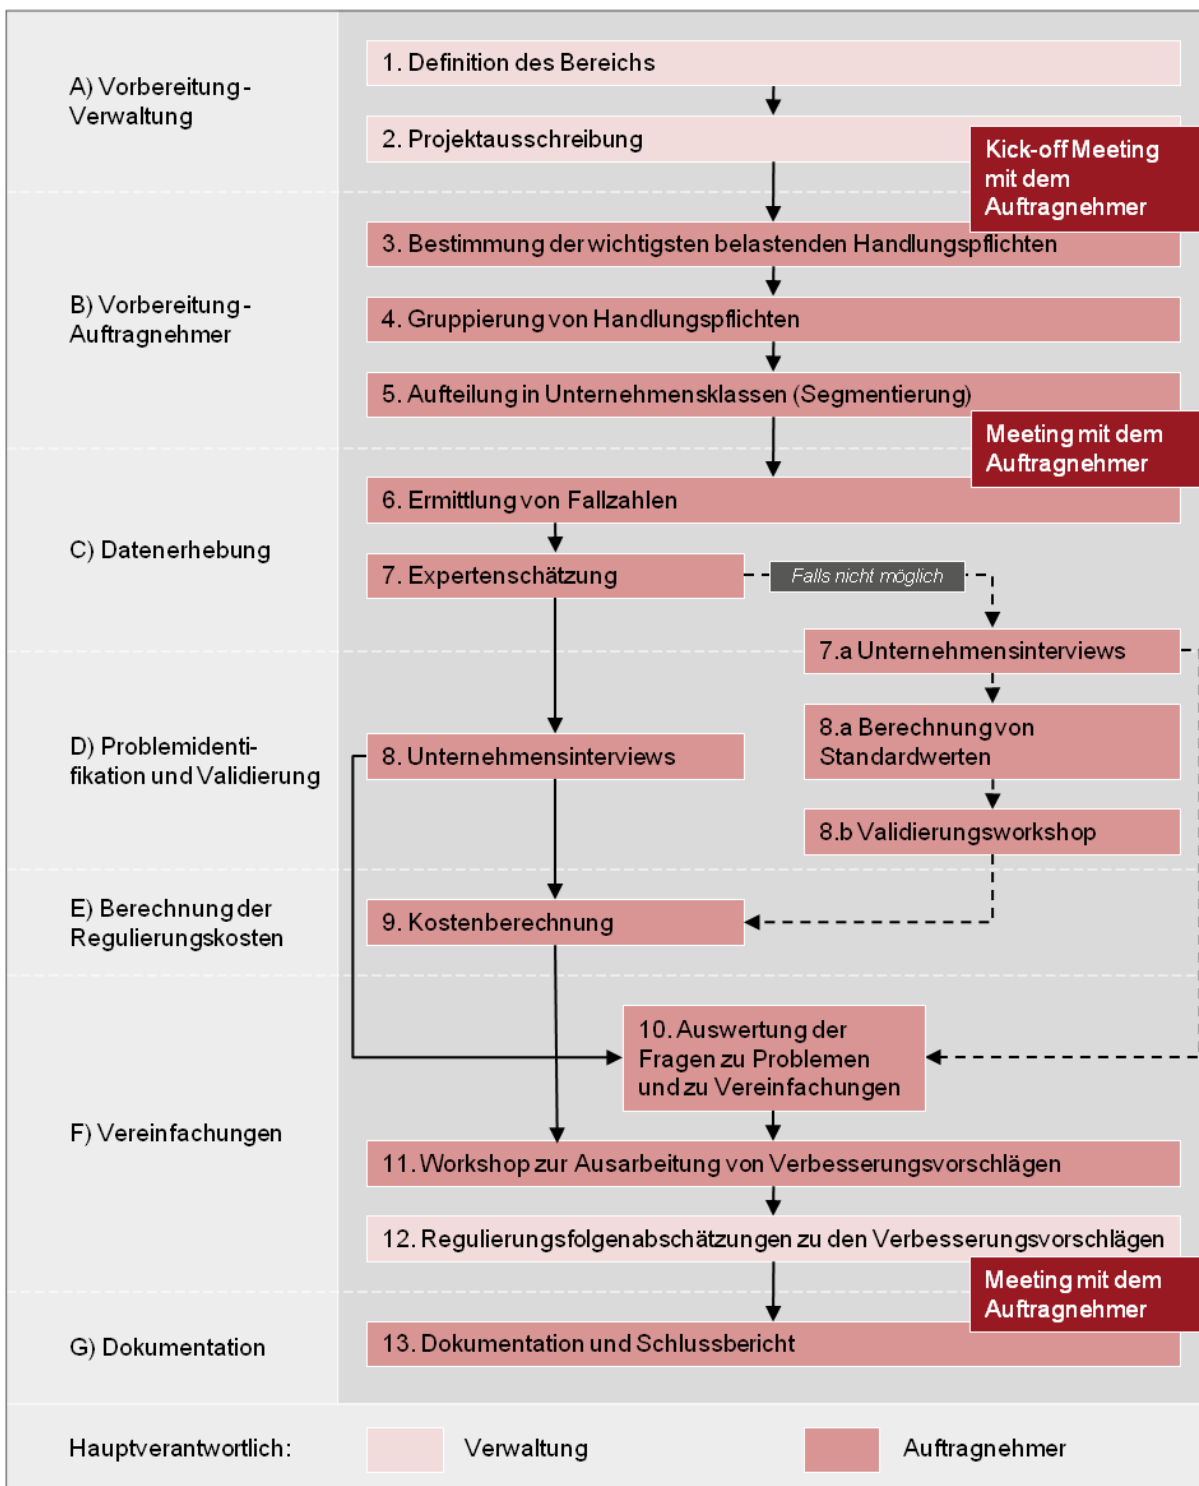 A) Vorbereitung -
Verwaltung
1. Definition des Bereichs
2. Projektausschreibung
Kick-off Meeting
mit dem
Auftragnehmer
B) Vorbereitung -
Auftragnehmer
3. Bestimmung der wichtigsten belastenden Handlungspflichten
4. Gruppierung von Handlungspflichten
5. Aufteilung in Unternehmensklassen (Segmentierung)
Meeting mit dem
Auftragnehmer
C) Datenerhebung
6. Ermittlung von Fallzahlen
7. Expertenschätzung
Falls nicht möglich
7.a Unternehmensinterviews
D) Problemidenti-
fikation und Validierung
8. Unternehmensinterviews
8.a Berechnung von
Standardwerten
8.b Validierungsworkshop
E) Berechnung der
Regulierungskosten
9. Kostenberechnung
F) Vereinfachungen
10. Auswertung der
Fragen zu Problemen
und zu Vereinfachungen
11. Workshop zur Ausarbeitung von Verbesserungsvorschlägen
12. Regulierungsfolgenabschätzungen zu den Verbesserungsvorschlägen
Meeting mit dem
Auftragnehmer
G) Dokumentation
13. Dokumentation und Schlussbericht
Hauptverantwortlich:
Verwaltung
Auftragnehmer